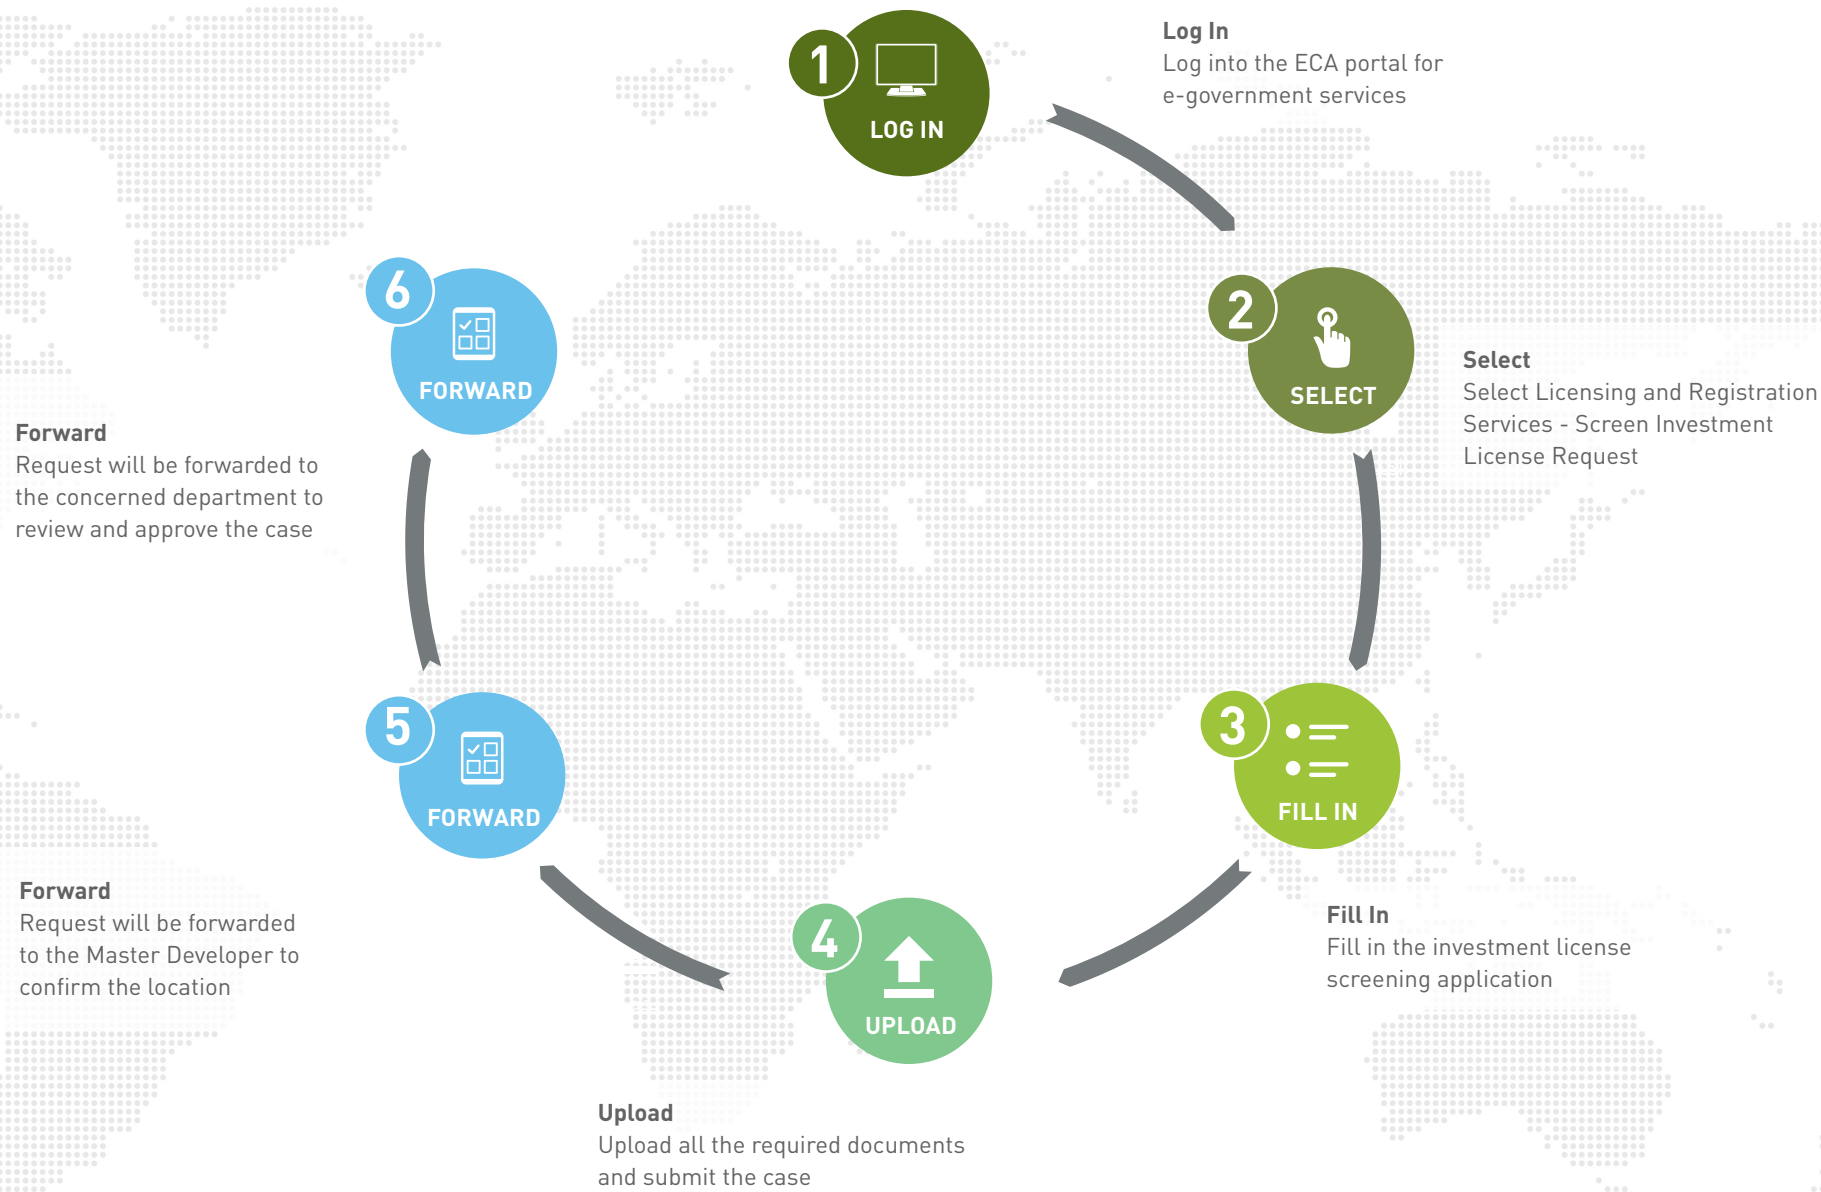 1
LOG IN
Log In
Log into the ECA portal for
e-government services
2
SELECT
Select
Select Licensing and Registration
Services - Screen Investment
License Request
3
FILL IN
Fill In
Fill in the investment license
screening application
4
UPLOAD
Upload
Upload all the required documents
and submit the case
5
FORWARD
Forward
Request will be forwarded
to the Master Developer to
confirm the location
6
FORWARD
Forward
Request will be forwarded to
the concerned department to
review and approve the case